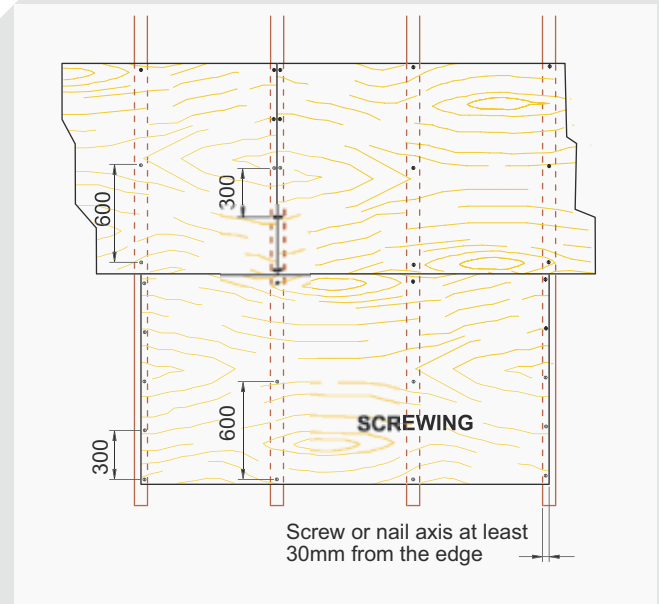 600
300
600
300
SCREWING
Screw or nail axis at least
30mm from the edge